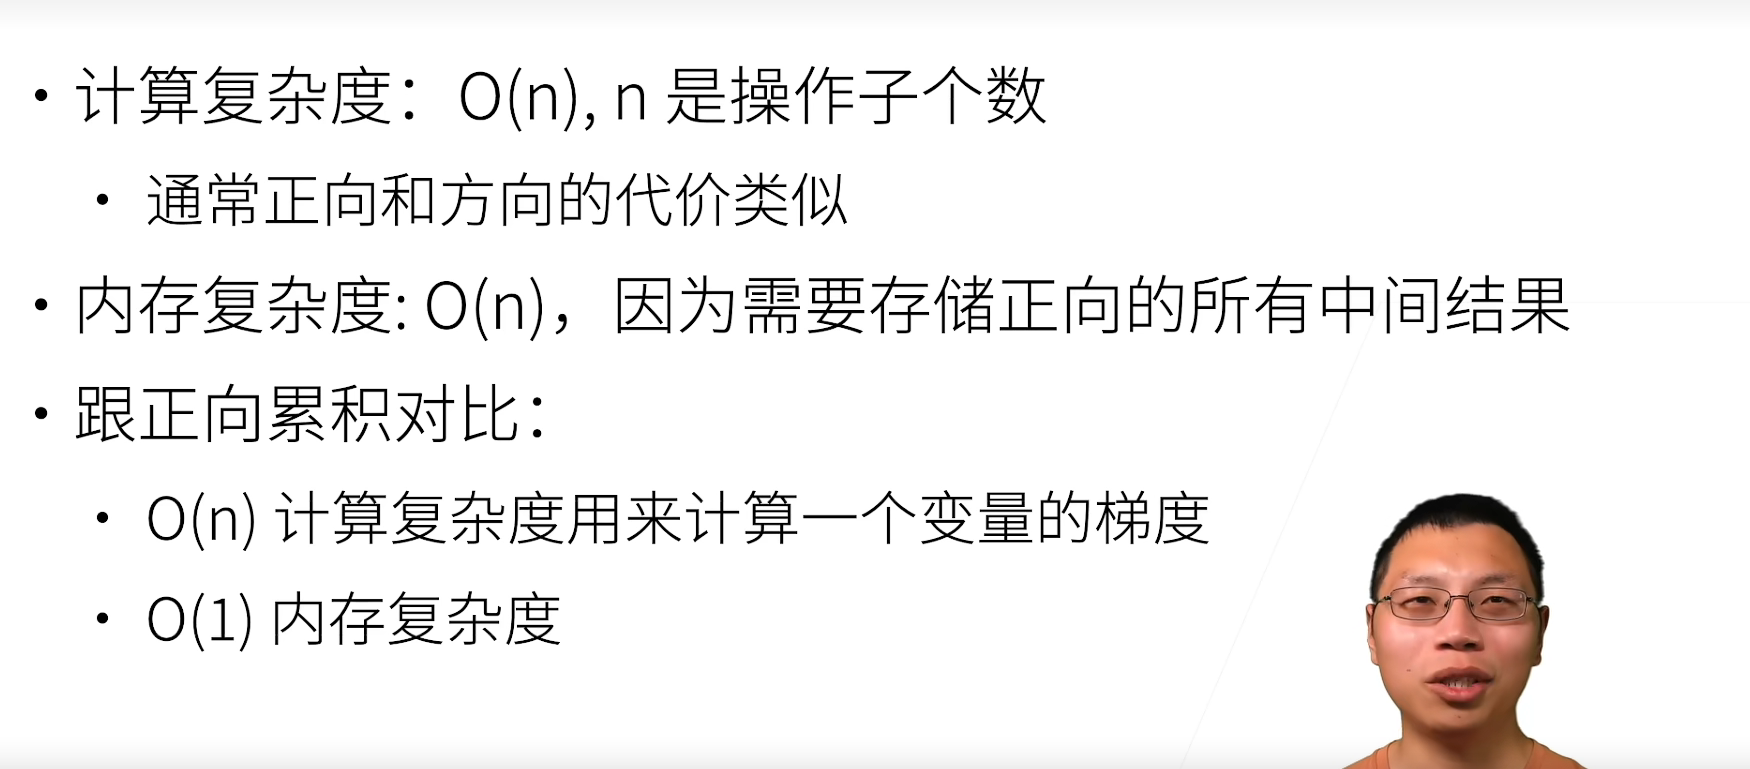 • 计算复杂度：O(n), n 是操作子个数
• 通常正向和方向的代价类似
• 内存复杂度: O(n)，因为需要存储正向的所有中间结果
• 跟正向累积对比：
• O(n) 计算复杂度用来计算一个变量的梯度
• O(1) 内存复杂度